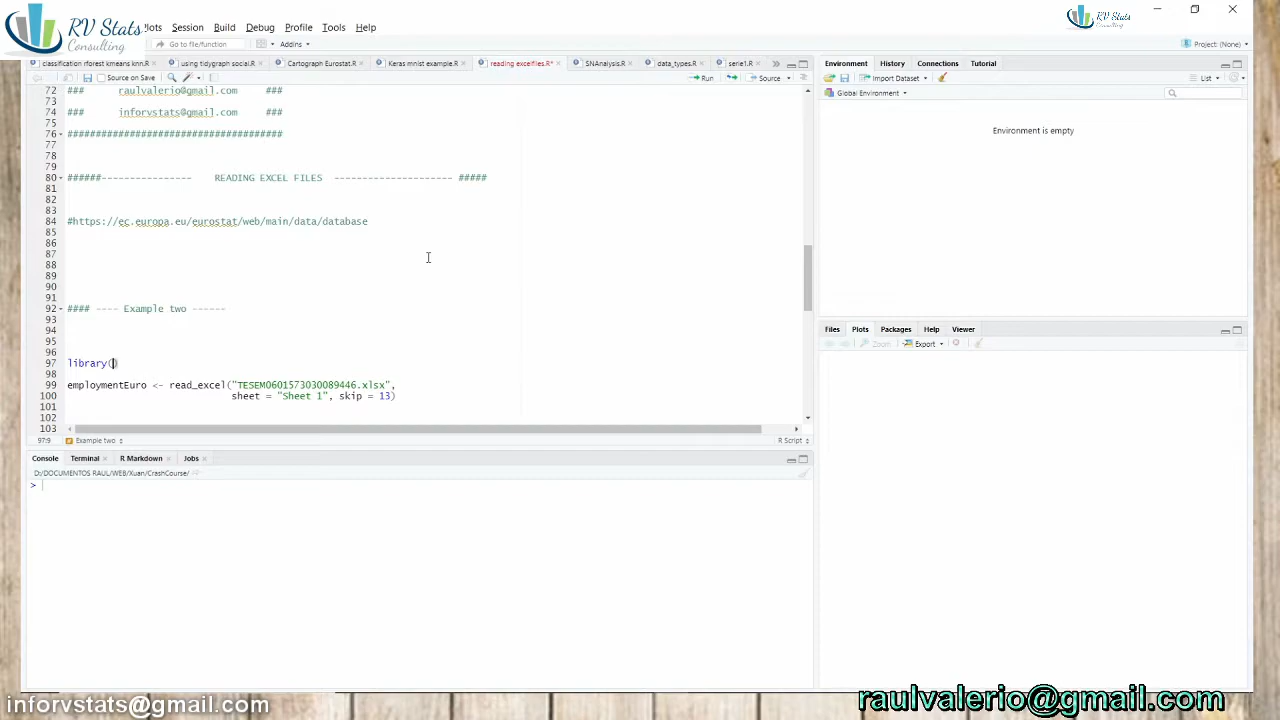 RV Stats
Consulting
Plots Session Build Debug Profile Tools Help
RV Stats
Consulting
Go to file/function Addins Project: (None)
classification rforest kmeans knn.R using tidygraph social.R Cartograph Eurostat.R Keras mnist example.R reading excelfiles.R* SNAnalysis.R data_types.R serie1.R
Source on Save Run Source
72 ### raulvalerio@gmail.com ###
73
74 ### inforvstats@gmail.com ###
75
76 ######################################
77
78
79
80 ######--------------- READING EXCEL FILES -------------------- #####
81
82
83
84 #https://ec.europa.eu/eurostat/web/main/data/database
85
86
87
88
89
90
91
92 #### ---- Example two ------
93
94
95
96
97 library()
98
99 employmentEuro <- read_excel("TESEM0601573030089446.xlsx",
100 sheet = "Sheet 1", skip = 13)
101
102
103
97:9 Example two R Script
Console Terminal R Markdown Jobs
D:/DOCUMENTOS RAUL/WEB/Xuan/CrashCourse/
>
Environment History Connections Tutorial
Import Dataset List
Global Environment
Environment is empty
Files Plots Packages Help Viewer
Zoom Export
inforvstats@gmail.com
raulvalerio@gmail.com